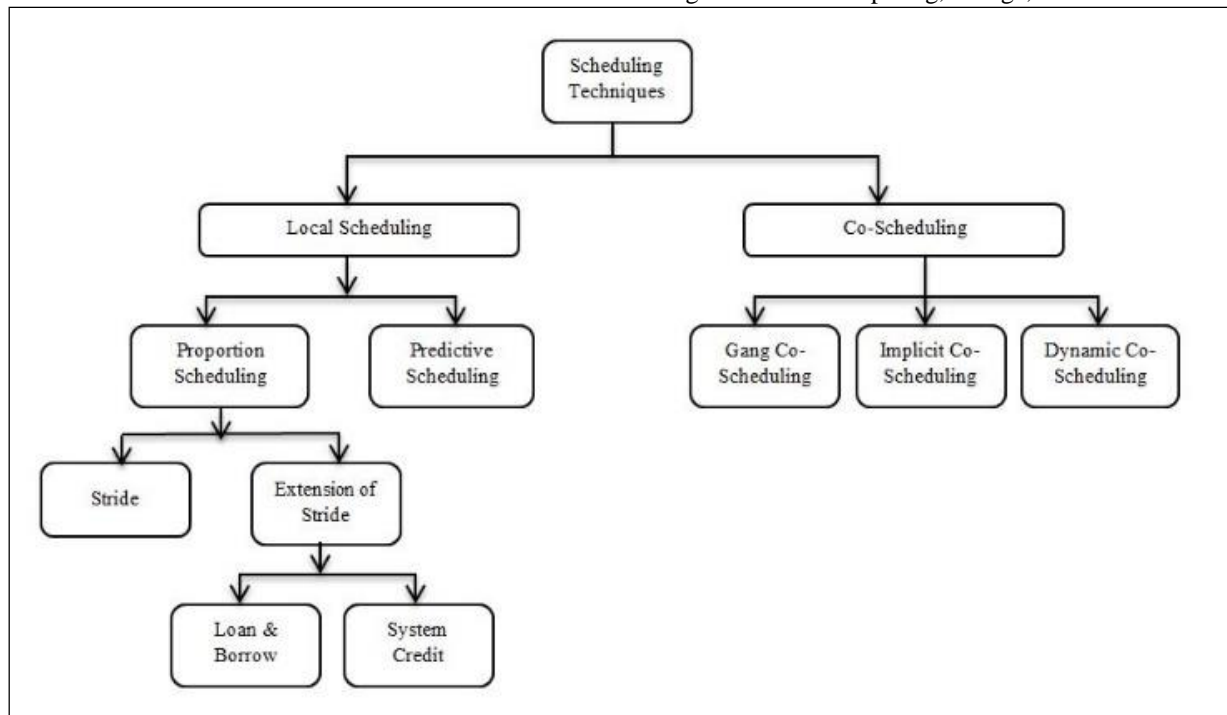 Scheduling
Techniques
Local Scheduling
Co-Scheduling
Proportion
Scheduling
Predictive
Scheduling
Gang Co-
Scheduling
Implicit Co-
Scheduling
Dynamic Co-
Scheduling
Stride
Extension of
Stride
Loan &
Borrow
System
Credit